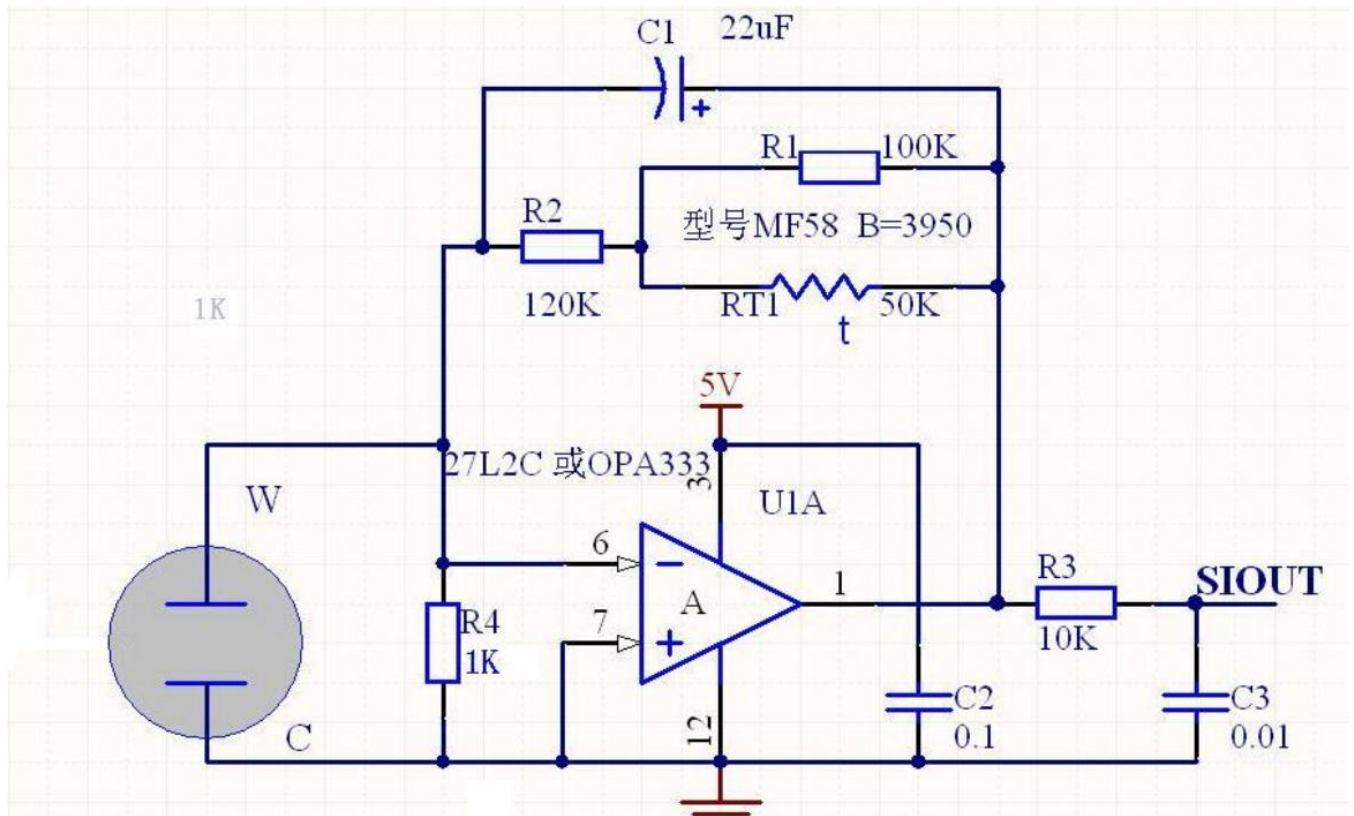 C1 22uF
R1 100K
R2
型号MF58 B=3950
120K
RT1 50K
t
1K
5V
27L2C 或OPA333
3
W
U1A
6
1
R3
SIOUT
A
7
R4
1K
10K
C
12
C2
0.1
C3
0.01